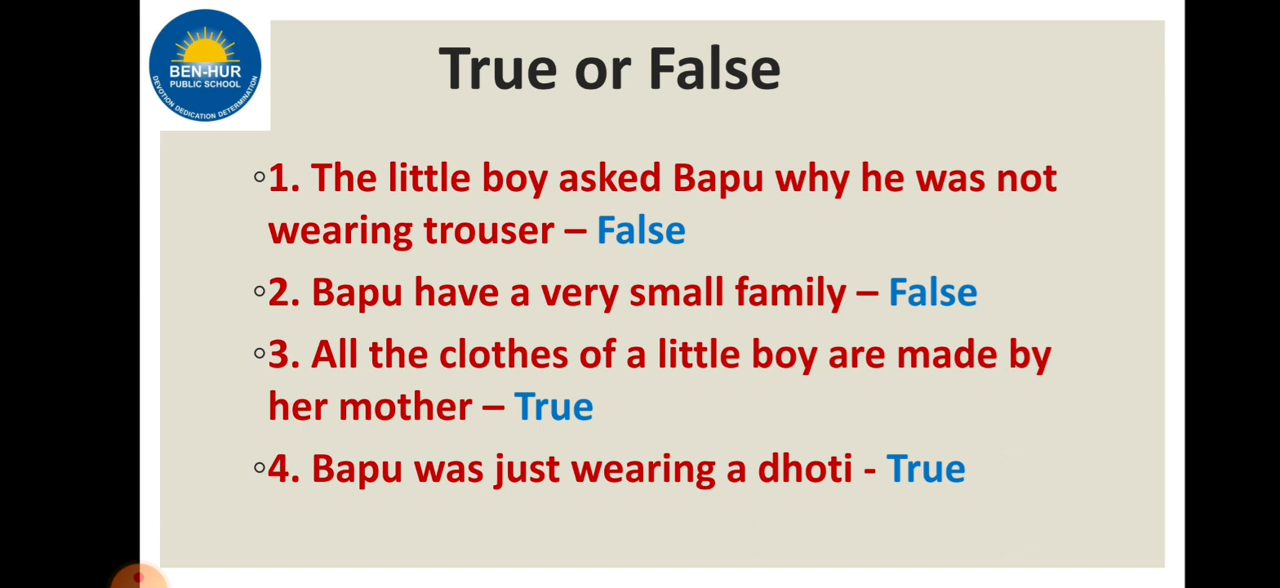 BEN-HUR
PUBLIC SCHOOL
DEVOTION DEDICATION DETERMINATION
True or False
1. The little boy asked Bapu why he was not
wearing trouser – False
2. Bapu have a very small family – False
3. All the clothes of a little boy are made by
her mother – True
4. Bapu was just wearing a dhoti - True